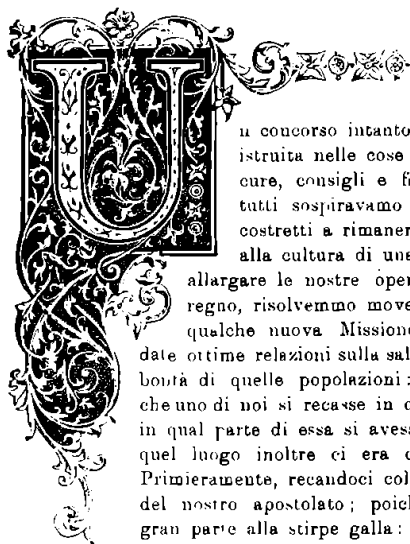 Un concorso intanto
istruita nelle cose
cure, consigli e f
tutti sospiravamo
costretti a rimaner
alla cultura di une
allargare le nostre oper
regno, risolvemmo move
qualche nuova Missione
date ottime relazioni sulla sal
bontà di quelle popolazioni:
che uno di noi si recasse in
in qual parte di essa si aves
quel luogo inoltre ci era
Primieramente, recandoci col
del nostro apostolato; poich
gran parte alla stirpe galla: